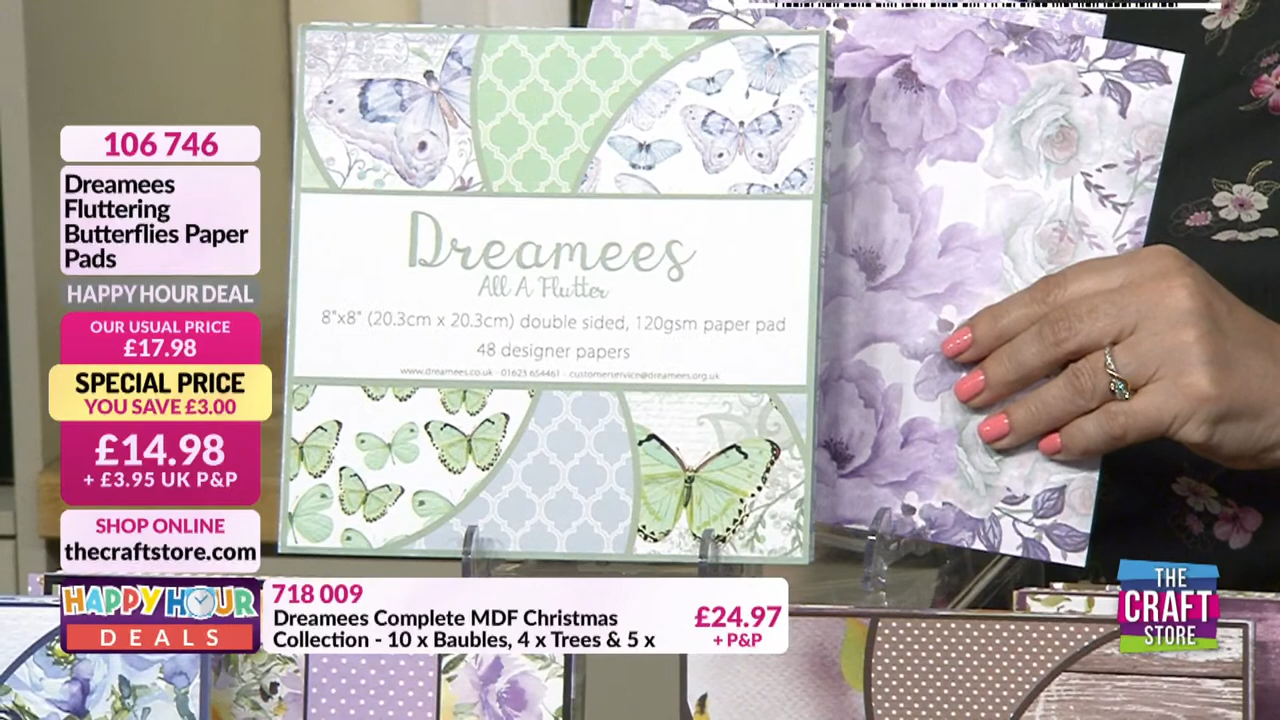 106 746
Dreamees
Fluttering
Butterflies Paper
Pads
HAPPY HOUR DEAL
OUR USUAL PRICE
£17.98
SPECIAL PRICE
YOU SAVE £3.00
£14.98
+ £3.95 UK P&P
SHOP ONLINE
thecraftstore.com
Dreamees
All A Flutter
8"x8" (20.3cm x 20.3cm) double sided, 120gsm paper pad
48 designer papers
www.dreamees.co.uk - 01623 654461 - customerservice@dreamees.org.uk
HAPPY HOUR
DEALS
718 009
Dreamees Complete MDF Christmas
Collection - 10 x Baubles, 4 x Trees & 5 x
£24.97
+ P&P
THE
CRAFT
STORE